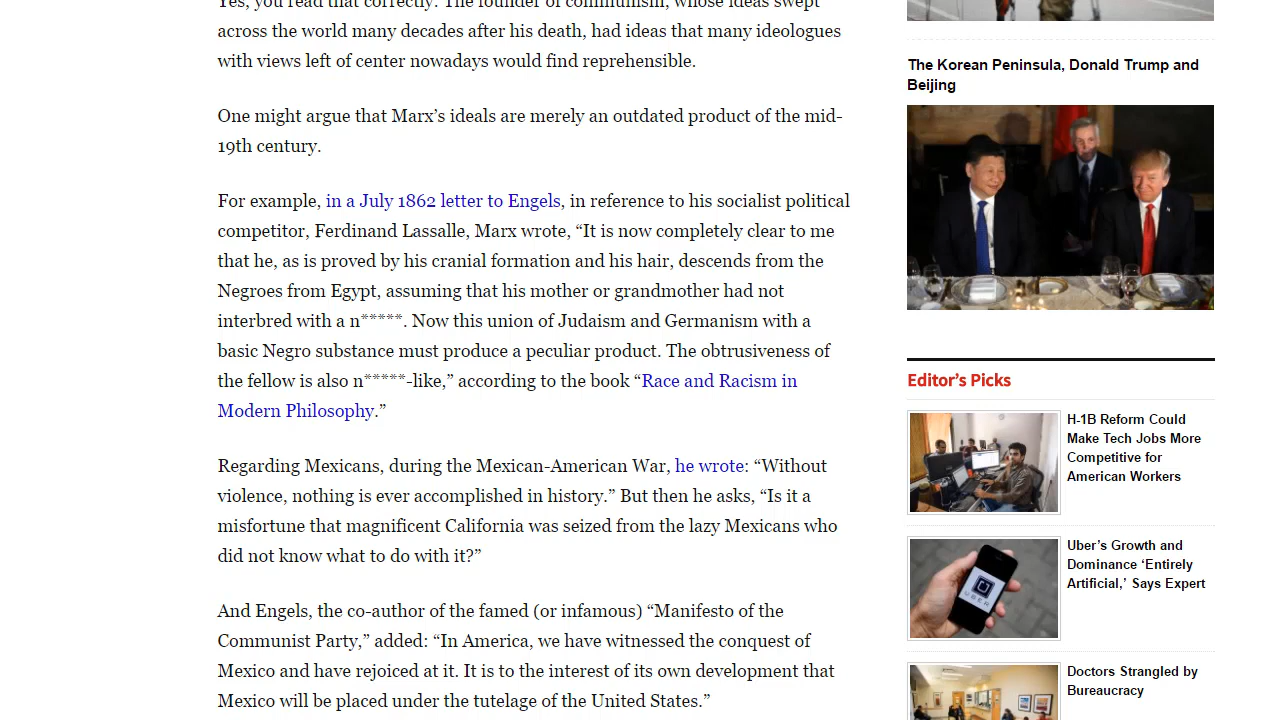 Yes, you read that correctly. The founder of communism, whose ideas swept
across the world many decades after his death, had ideas that many ideologues
with views left of center nowadays would find reprehensible.
One might argue that Marx’s ideals are merely an outdated product of the mid-
19th century.
For example, in a July 1862 letter to Engels, in reference to his socialist political
competitor, Ferdinand Lassalle, Marx wrote, “It is now completely clear to me
that he, as is proved by his cranial formation and his hair, descends from the
Negroes from Egypt, assuming that his mother or grandmother had not
interbred with a n*****. Now this union of Judaism and Germanism with a
basic Negro substance must produce a peculiar product. The obtrusiveness of
the fellow is also n*****-like,” according to the book “Race and Racism in
Modern Philosophy.”
Regarding Mexicans, during the Mexican-American War, he wrote: “Without
violence, nothing is ever accomplished in history.” But then he asks, “Is it a
misfortune that magnificent California was seized from the lazy Mexicans who
did not know what to do with it?”
And Engels, the co-author of the famed (or infamous) “Manifesto of the
Communist Party,” added: “In America, we have witnessed the conquest of
Mexico and have rejoiced at it. It is to the interest of its own development that
Mexico will be placed under the tutelage of the United States.”
The Korean Peninsula, Donald Trump and
Beijing
Editor’s Picks
H-1B Reform Could
Make Tech Jobs More
Competitive for
American Workers
Uber’s Growth and
Dominance ‘Entirely
Artificial,’ Says Expert
UBER
Doctors Strangled by
Bureaucracy